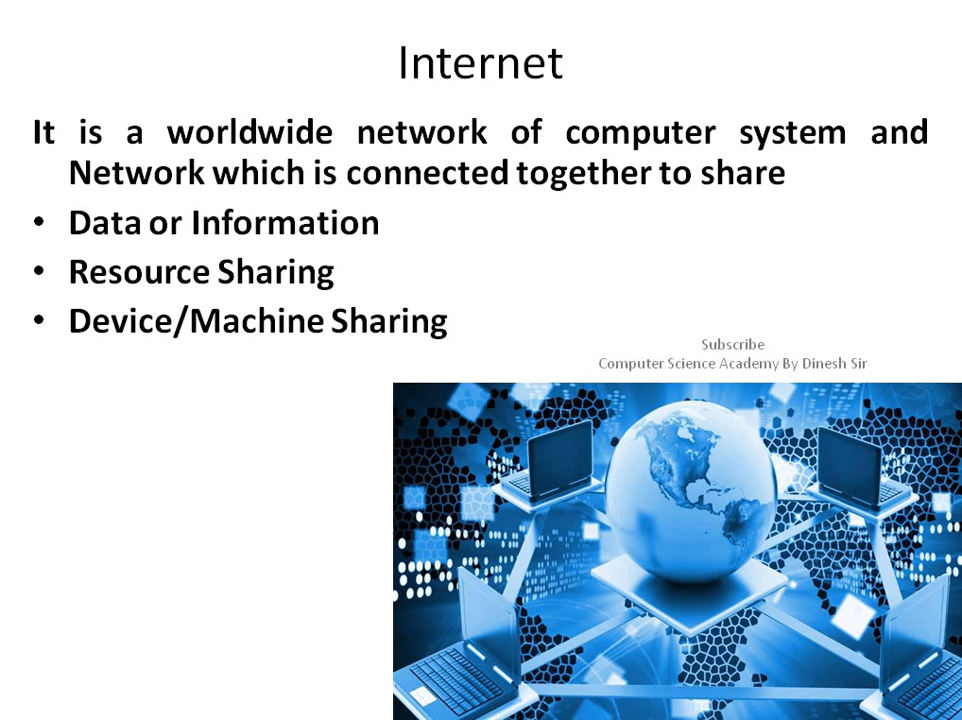 Internet
It is a worldwide network of computer system and
Network which is connected together to share
• Data or Information
• Resource Sharing
• Device/Machine Sharing
Subscribe
Computer Science Academy By Dinesh Sir